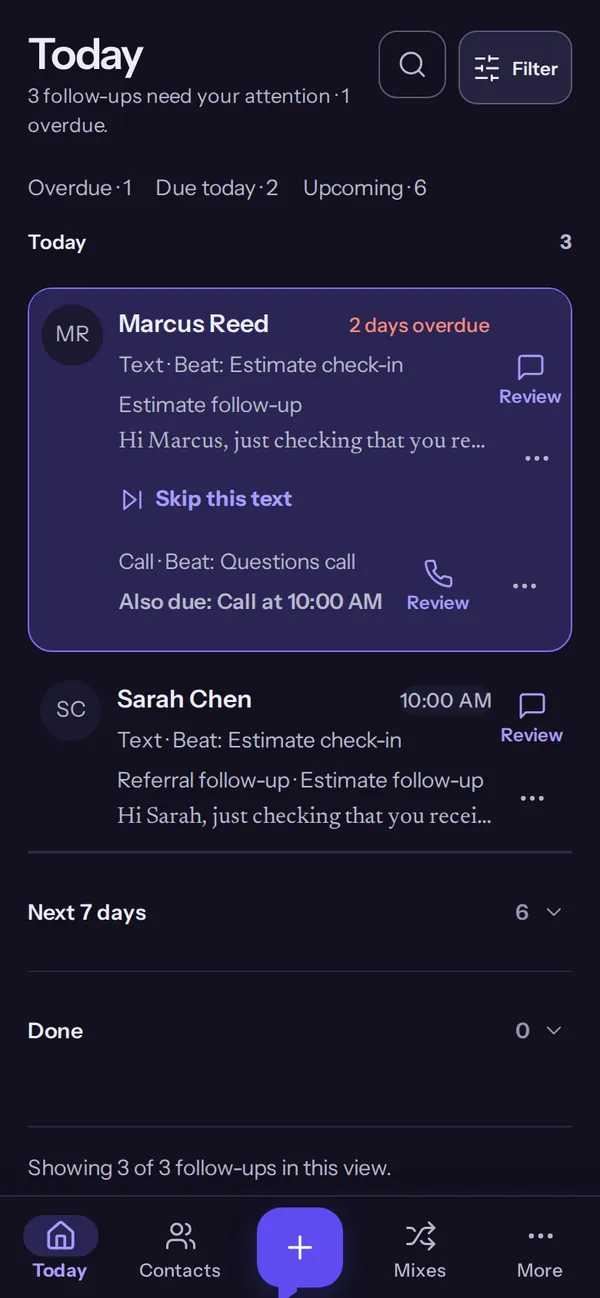 Today
3 follow-ups need your attention · 1
overdue.
Filter
Overdue · 1 Due today · 2 Upcoming · 6
Today 3
MR Marcus Reed 2 days overdue
Text · Beat: Estimate check-in
Review
Estimate follow-up
Hi Marcus, just checking that you re...
Skip this text
Call · Beat: Questions call
Also due: Call at 10:00 AM Review
SC Sarah Chen 10:00 AM
Text · Beat: Estimate check-in Review
Referral follow-up · Estimate follow-up
Hi Sarah, just checking that you recei...
Next 7 days 6
Done 0
Showing 3 of 3 follow-ups in this view.
Today Contacts Mixes More